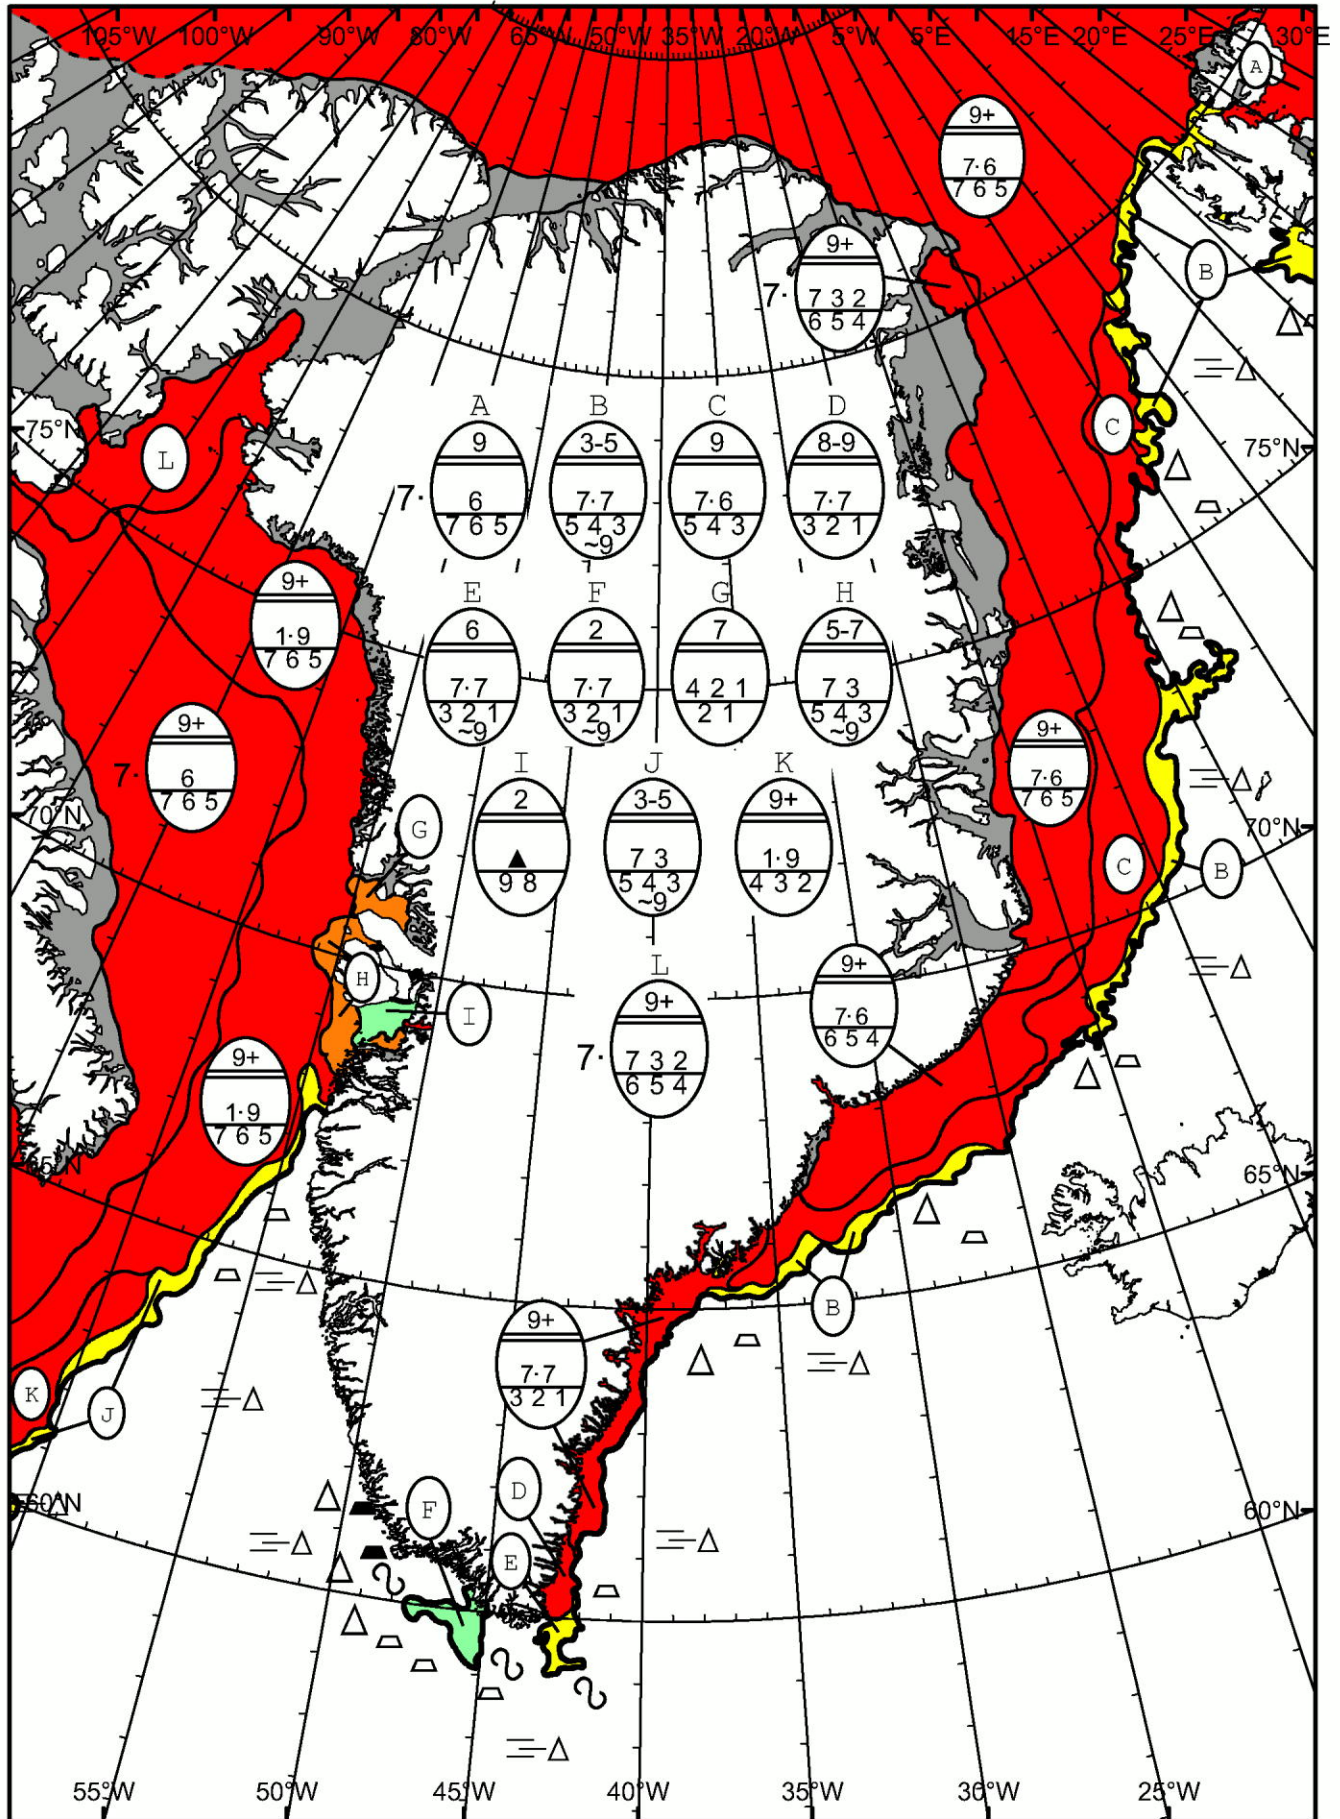 105°W 100°W 90°W 80°W 65°W 50°W 35°W 20°W 5°W 5°E 15°E 20°E 25°E 30°E
A
9+
7·6
7 6 5
9+
7· 7 3 2
6 5 4
B
75°N
L
C
75°N
A B C D
9 3-5 9 8-9
7· 6 7·7 7·6 7·7
7 6 5 5 4 3 5 4 3 3 2 1
~9
9+
1·9
7 6 5
E F G H
6 2 7 5-7
7·7 7·7 4 2 1 7 3
3 2 1 3 2 1 2 1 5 4 3
~9 ~9 ~9
9+
7· 6
7 6 5
9+
7·6
7 6 5
70°N
70°N
I J K
2 3-5 9+
7 3 1·9
9 8 5 4 3 4 3 2
~9
G
C
B
H
I
L
9+
7· 7 3 2
6 5 4
9+
7·6
6 5 4
9+
1·9
7 6 5
65°N
65°N
B
9+
7·7
3 2 1
K
J
60°N
60°N
F
D
E
55°W 50°W 45°W 40°W 35°W 30°W 25°W